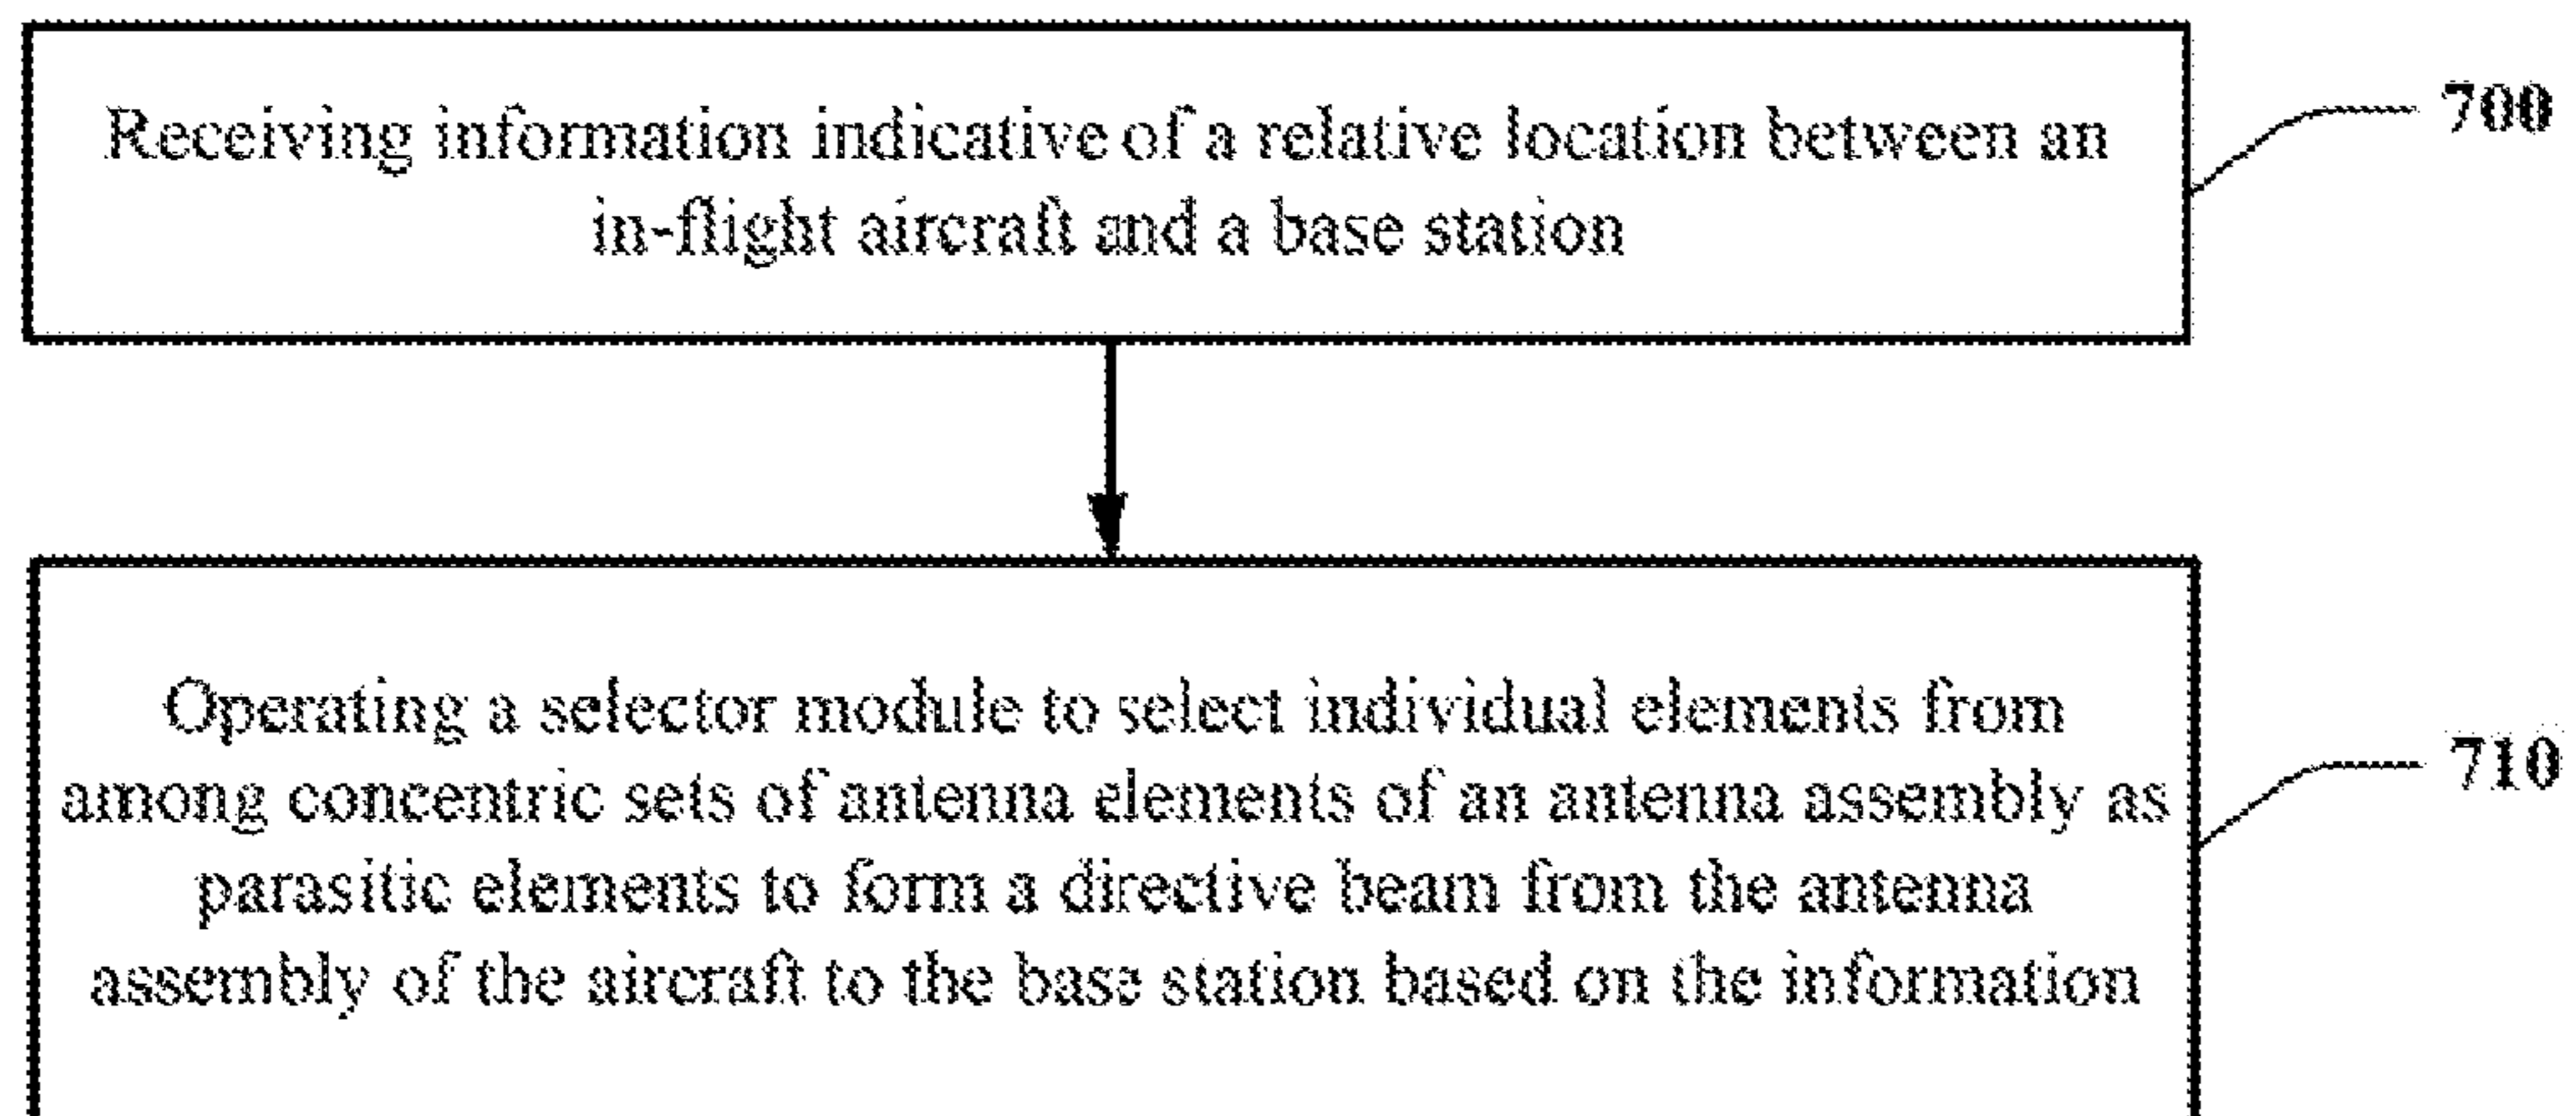 Receiving information indicative of a relative location between an
in-flight aircraft and a base station
700
Operating a selector module to select individual elements from
among concentric sets of antenna elements of an antenna assembly as
parasitic elements to form a directive beam from the antenna
assembly of the aircraft to the base station based on the information
710